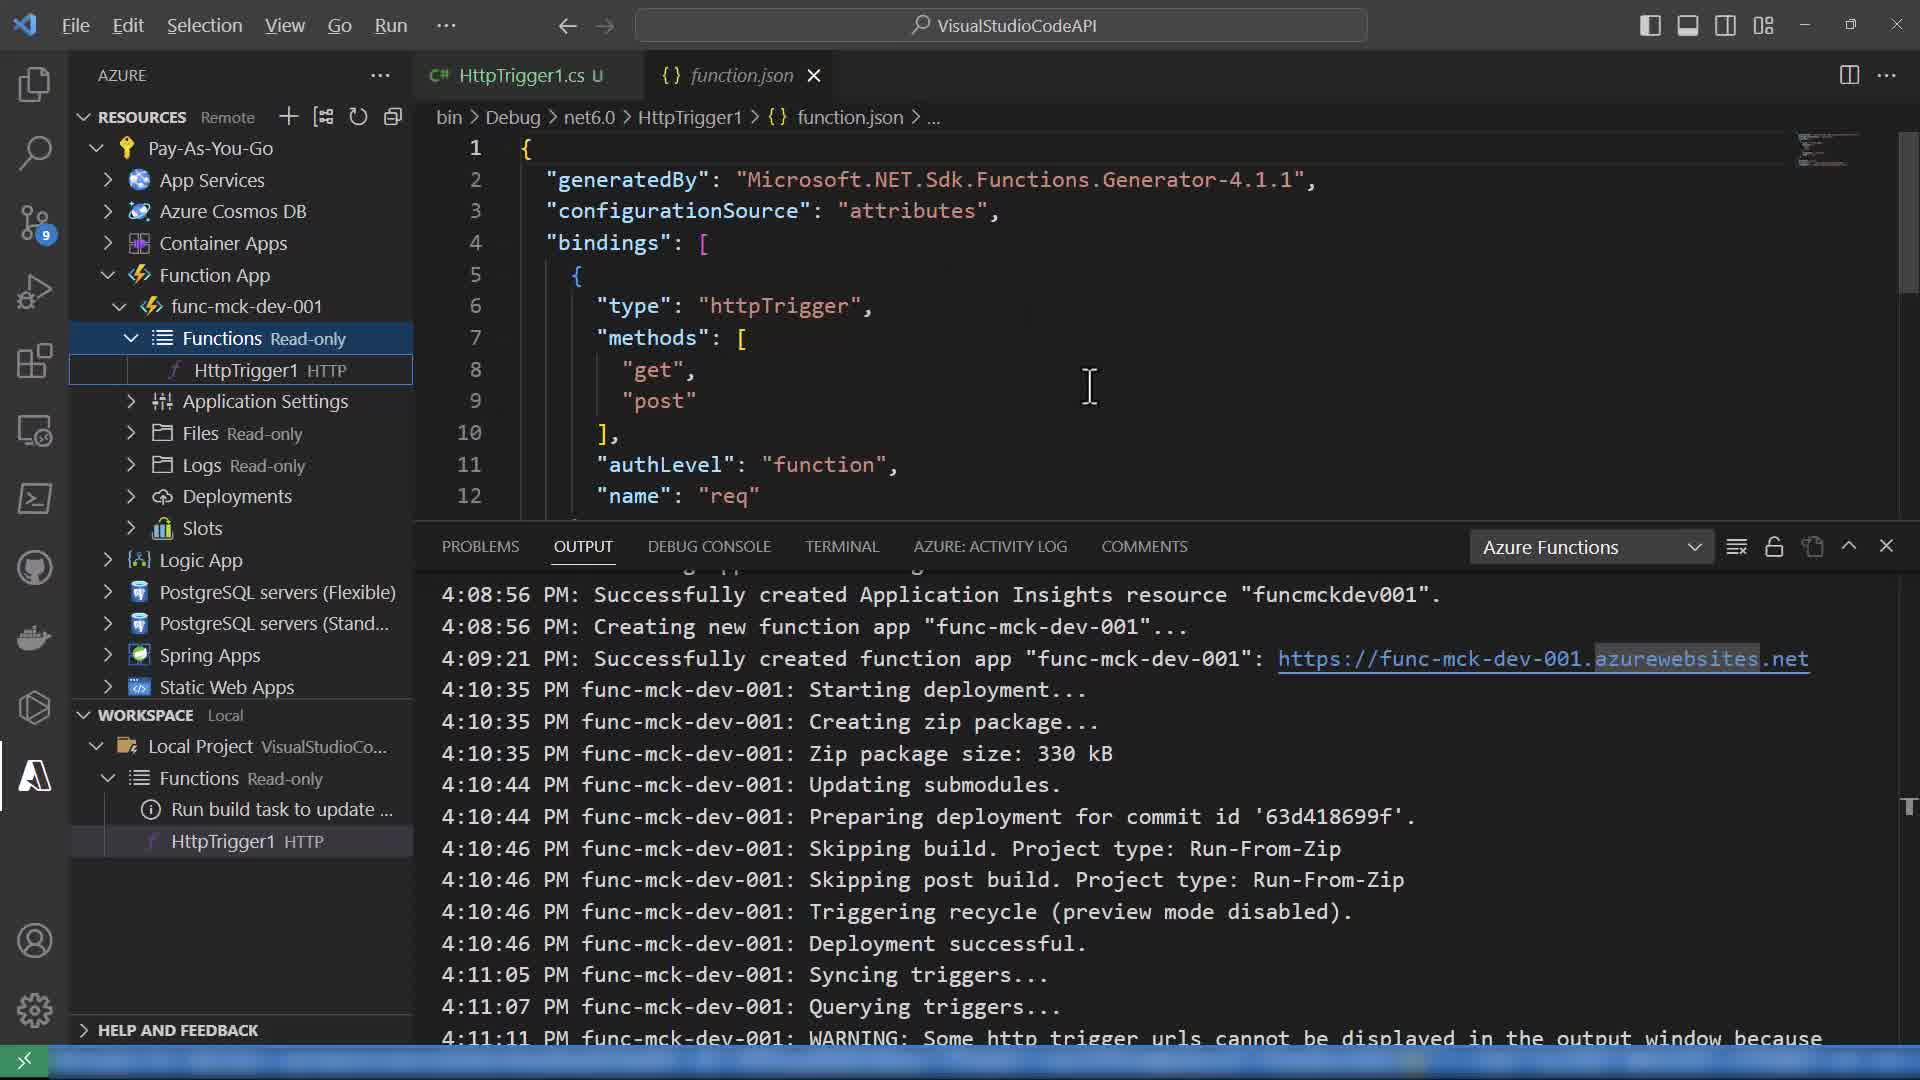 File Edit Selection View Go Run ...
VisualStudioCodeAPI
AZURE
RESOURCES Remote
Pay-As-You-Go
App Services
Azure Cosmos DB
Container Apps
Function App
func-mck-dev-001
Functions Read-only
HttpTrigger1 HTTP
Application Settings
Files Read-only
Logs Read-only
Deployments
Slots
Logic App
PostgreSQL servers (Flexible)
PostgreSQL servers (Stand...
Spring Apps
Static Web Apps
WORKSPACE Local
Local Project VisualStudioCo...
Functions Read-only
Run build task to update ...
HttpTrigger1 HTTP
HELP AND FEEDBACK
9
C# HttpTrigger1.cs U
{} function.json
bin > Debug > net6.0 > HttpTrigger1 > {} function.json > ...
1 {
2 "generatedBy": "Microsoft.NET.Sdk.Functions.Generator-4.1.1",
3 "configurationSource": "attributes",
4 "bindings": [
5 {
6 "type": "httpTrigger",
7 "methods": [
8 "get",
9 "post"
10 ],
11 "authLevel": "function",
12 "name": "req"
PROBLEMS OUTPUT DEBUG CONSOLE TERMINAL AZURE: ACTIVITY LOG COMMENTS
Azure Functions
4:08:56 PM: Successfully created Application Insights resource "funcmckdev001".
4:08:56 PM: Creating new function app "func-mck-dev-001"...
4:09:21 PM: Successfully created function app "func-mck-dev-001": https://func-mck-dev-001.azurewebsites.net
4:10:35 PM func-mck-dev-001: Starting deployment...
4:10:35 PM func-mck-dev-001: Creating zip package...
4:10:35 PM func-mck-dev-001: Zip package size: 330 kB
4:10:44 PM func-mck-dev-001: Updating submodules.
4:10:44 PM func-mck-dev-001: Preparing deployment for commit id '63d418699f'.
4:10:46 PM func-mck-dev-001: Skipping build. Project type: Run-From-Zip
4:10:46 PM func-mck-dev-001: Skipping post build. Project type: Run-From-Zip
4:10:46 PM func-mck-dev-001: Triggering recycle (preview mode disabled).
4:10:46 PM func-mck-dev-001: Deployment successful.
4:11:05 PM func-mck-dev-001: Syncing triggers...
4:11:07 PM func-mck-dev-001: Querying triggers...
4:11:11 PM func-mck-dev-001: WARNING: Some http trigger urls cannot be displayed in the output window because